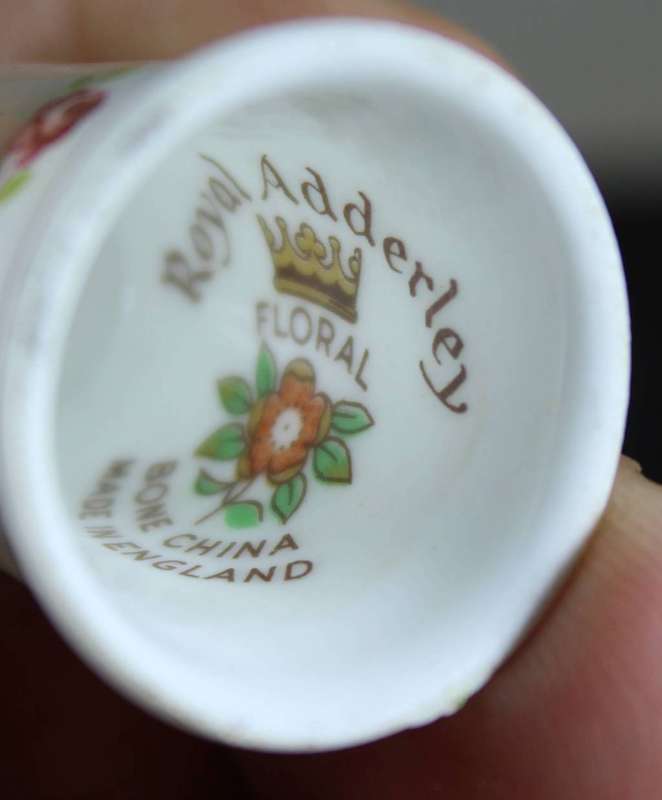 Royal Adderley
FLORAL
BONE CHINA
MADE IN ENGLAND